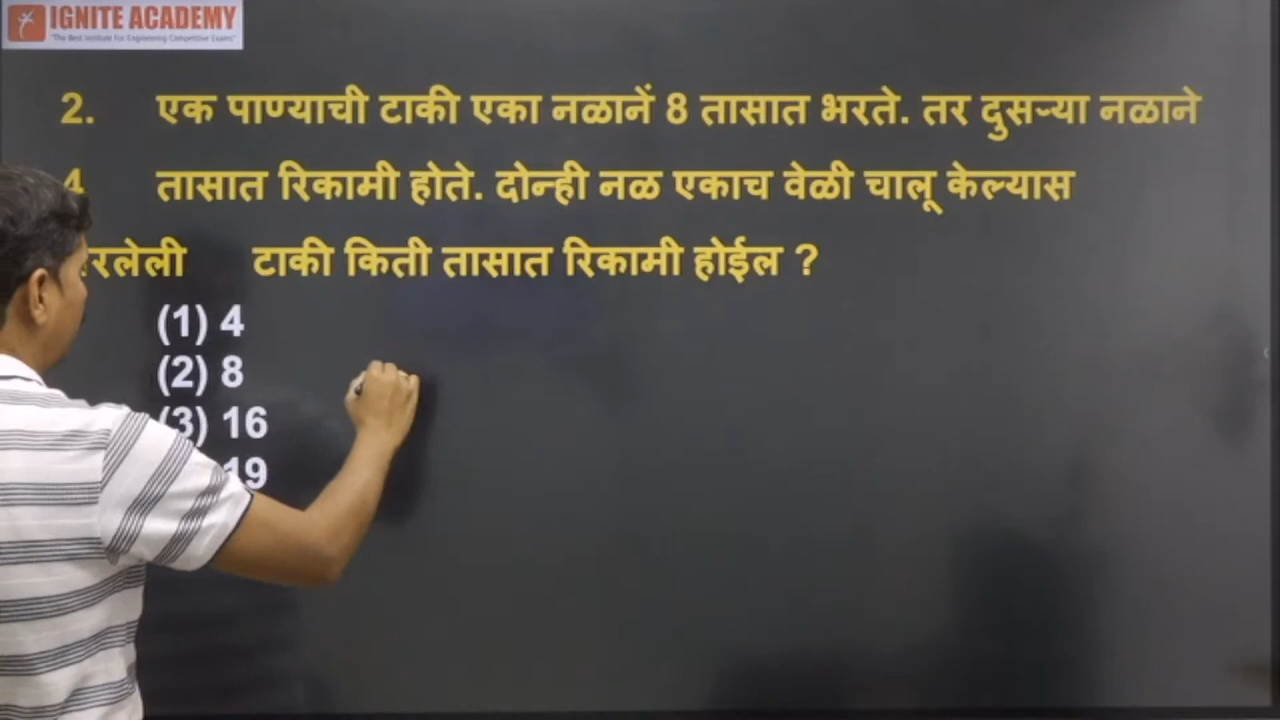 IGNITE ACADEMY
"The Best Institute For Engineering Competitive Exams"
2. एक पाण्याची टाकी एका नळानें 8 तासात भरते. तर दुसऱ्या नळाने
4 तासात रिकामी होते. दोन्ही नळ एकाच वेळी चालू केल्यास
रलेली टाकी किती तासात रिकामी होईल ?
(1) 4
(2) 8
(3) 16
19